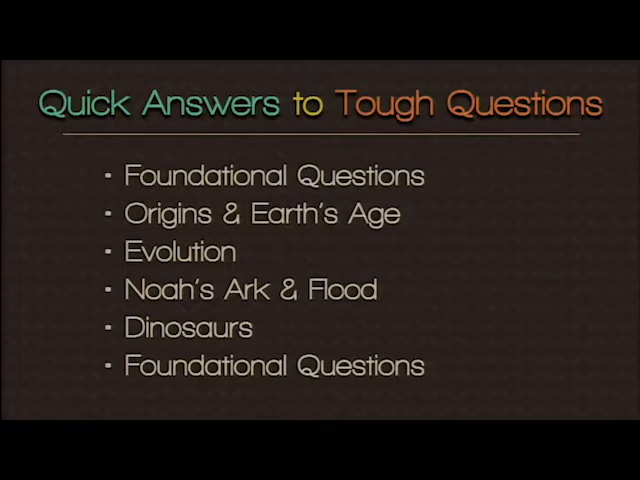 Quick Answers to Tough Questions
• Foundational Questions
• Origins & Earth's Age
• Evolution
• Noah's Ark & Flood
• Dinosaurs
• Foundational Questions